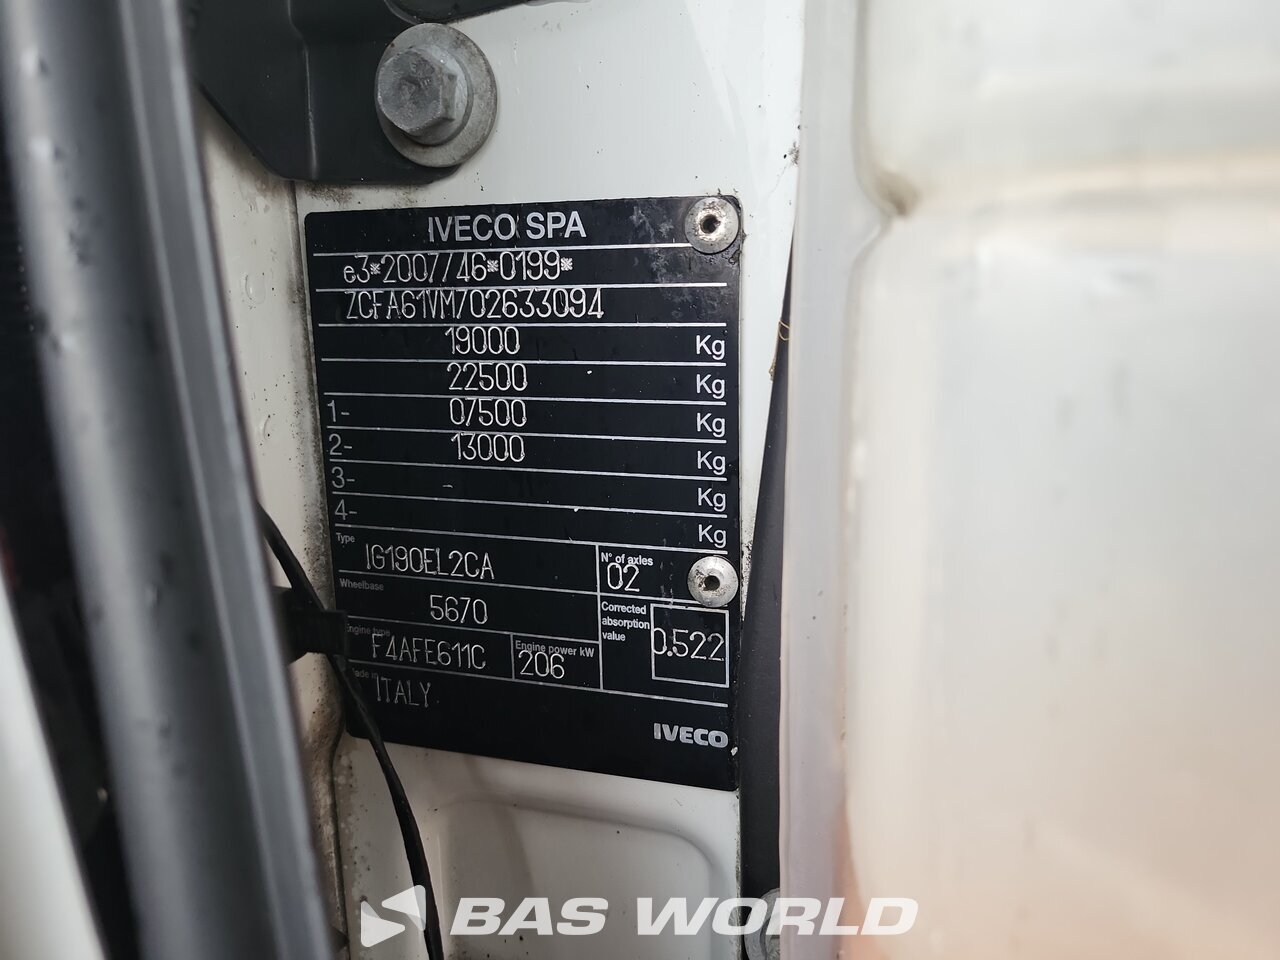 IVECO SPA
e3*2007/46*0199*
ZCFA61VM702633094
19000 Kg
22500 Kg
1- 07500 Kg
2- 13000 Kg
3- - Kg
4- Kg
Type IG190EL2CA
N° of axles 02
Wheelbase 5670
Corrected absorption value 0.522
Engine type F4AFE611C
Engine power kW 206
Made in ITALY
IVECO
BAS WORLD